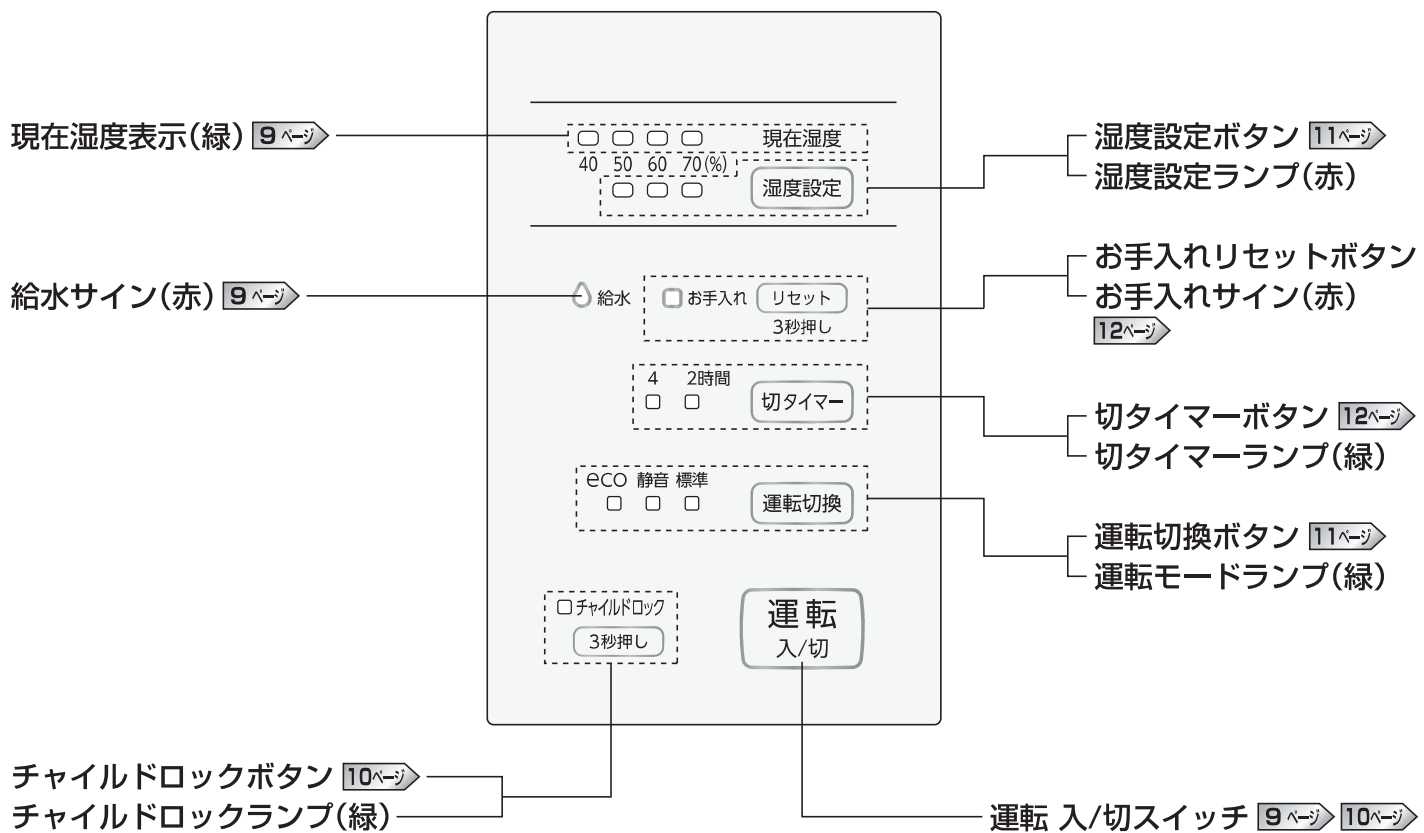 現在湿度表示(緑) 9ページ
現在湿度
40 50 60 70(%)
湿度設定
湿度設定ボタン 11ページ
湿度設定ランプ(赤)
給水サイン(赤) 9ページ
給水
お手入れ リセット
3秒押し
お手入れリセットボタン
お手入れサイン(赤)
12ページ
4 2時間
切タイマー
切タイマーボタン 12ページ
切タイマーランプ(緑)
eco 静音 標準
運転切換
運転切換ボタン 11ページ
運転モードランプ(緑)
チャイルドロック
3秒押し
運転
入/切
チャイルドロックボタン 10ページ
チャイルドロックランプ(緑)
運転 入/切スイッチ 9ページ 10ページ